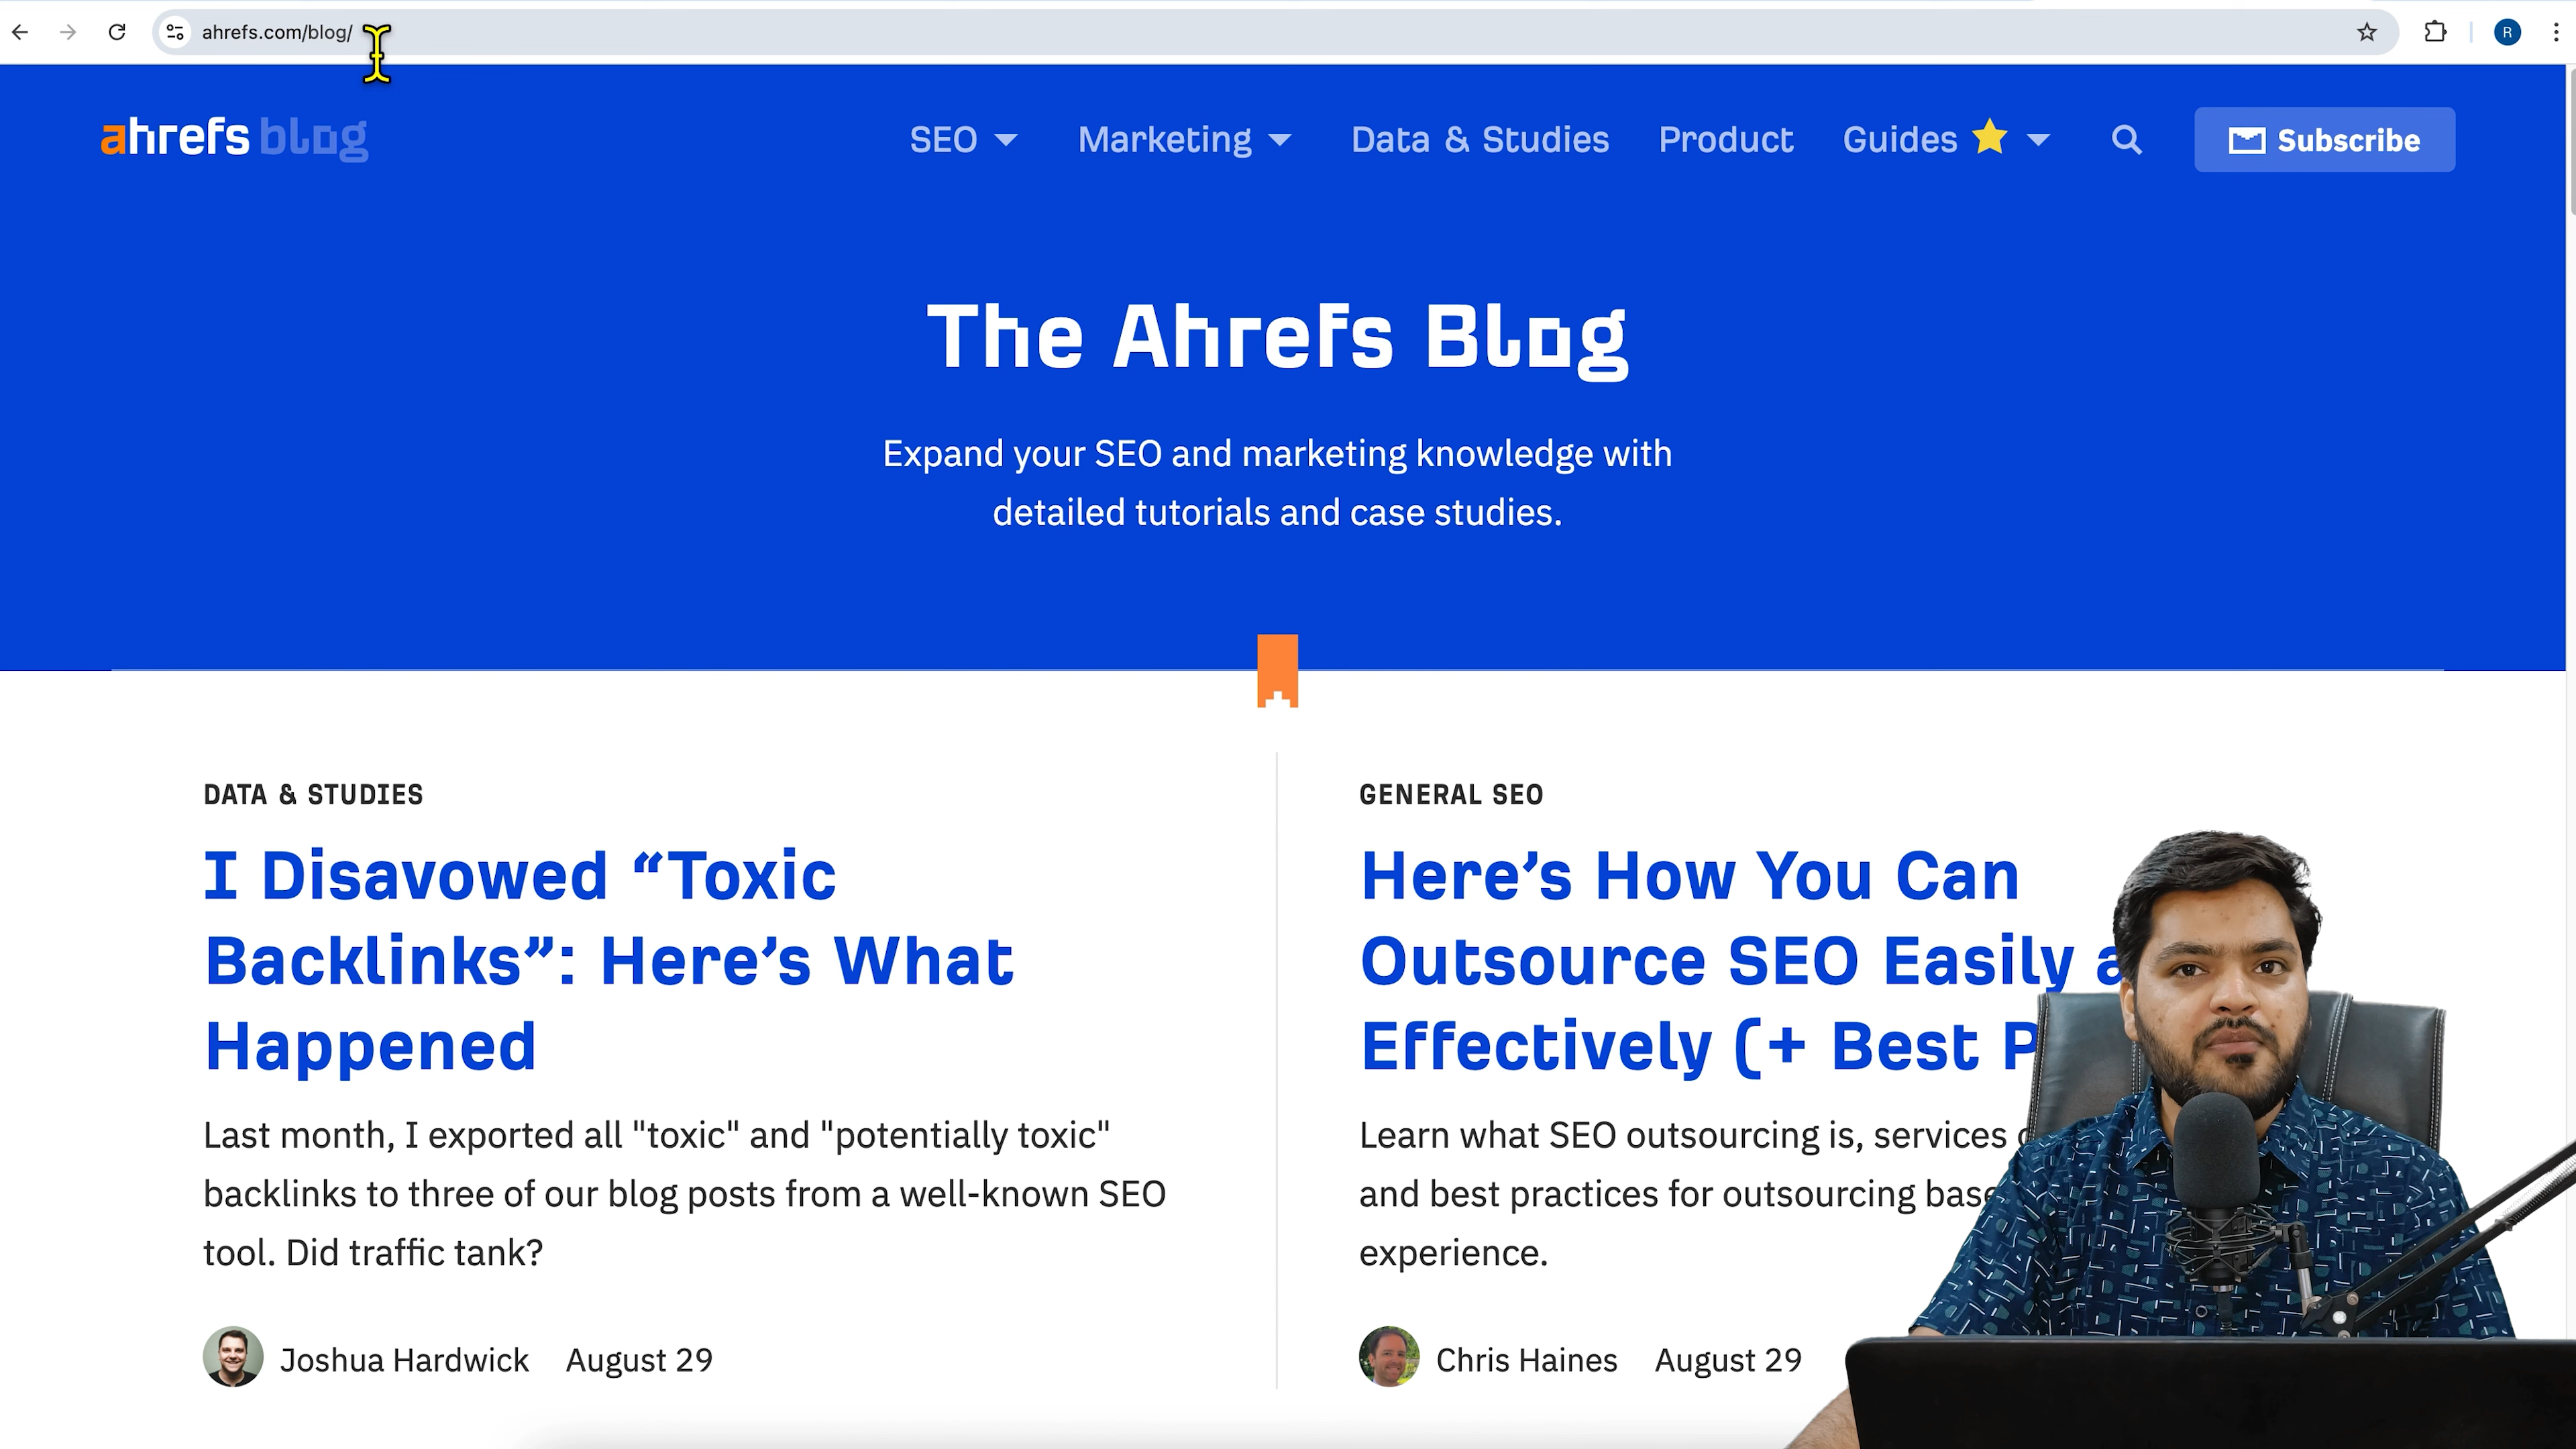 ahrefs.com/blog/
R
ahrefs blog
SEO
Marketing
Data & Studies
Product
Guides
Subscribe
The Ahrefs Blog
Expand your SEO and marketing knowledge with
detailed tutorials and case studies.
DATA & STUDIES
I Disavowed “Toxic
Backlinks”: Here’s What
Happened
Last month, I exported all "toxic" and "potentially toxic"
backlinks to three of our blog posts from a well-known SEO
tool. Did traffic tank?
Joshua Hardwick August 29
GENERAL SEO
Here’s How You Can
Outsource SEO Easily
Effectively (+ Best
Learn what SEO outsourcing is, services
and best practices for outsourcing
experience.
Chris Haines August 29